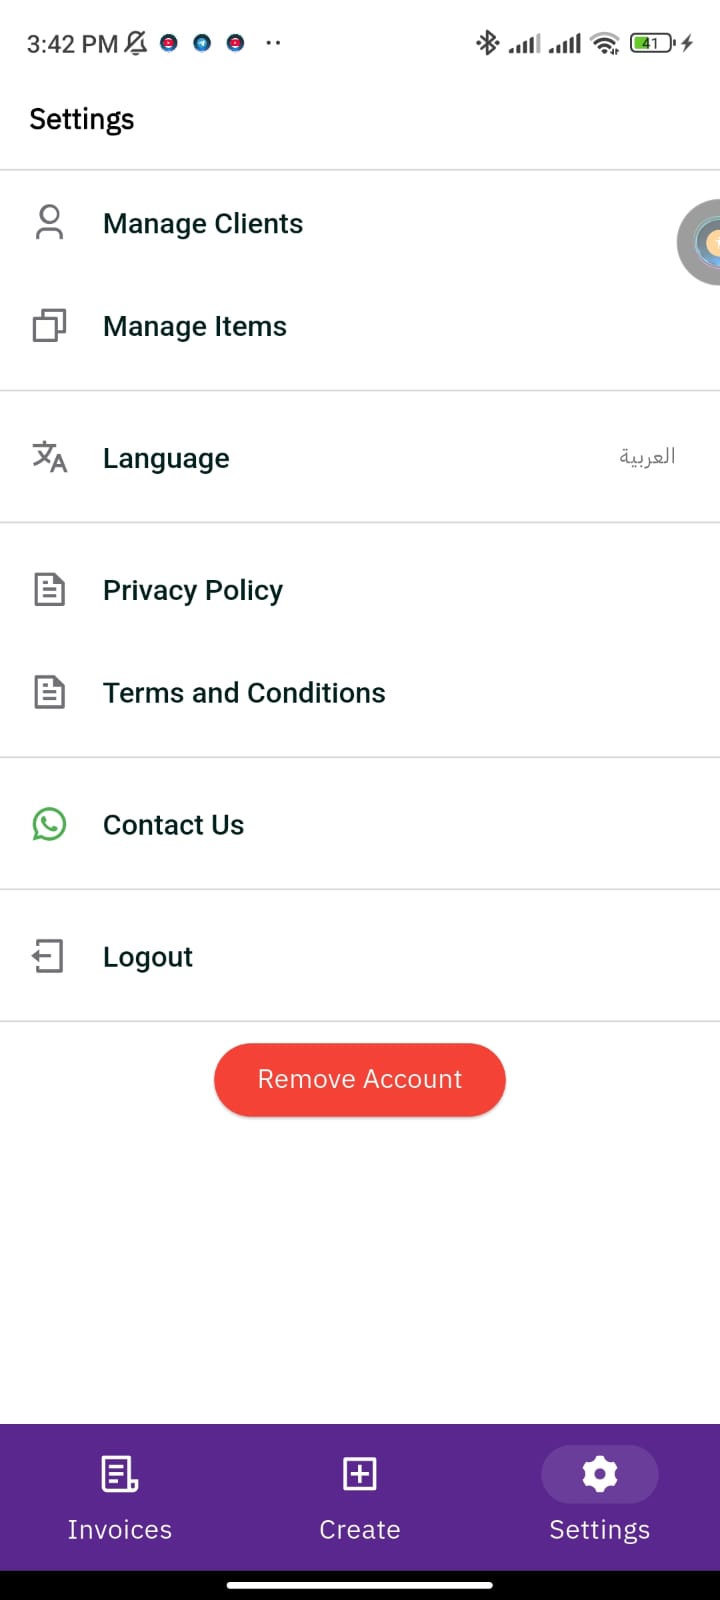 3:42 PM
41
Settings
Manage Clients
Manage Items
Language
العربية
Privacy Policy
Terms and Conditions
Contact Us
Logout
Remove Account
Invoices
Create
Settings